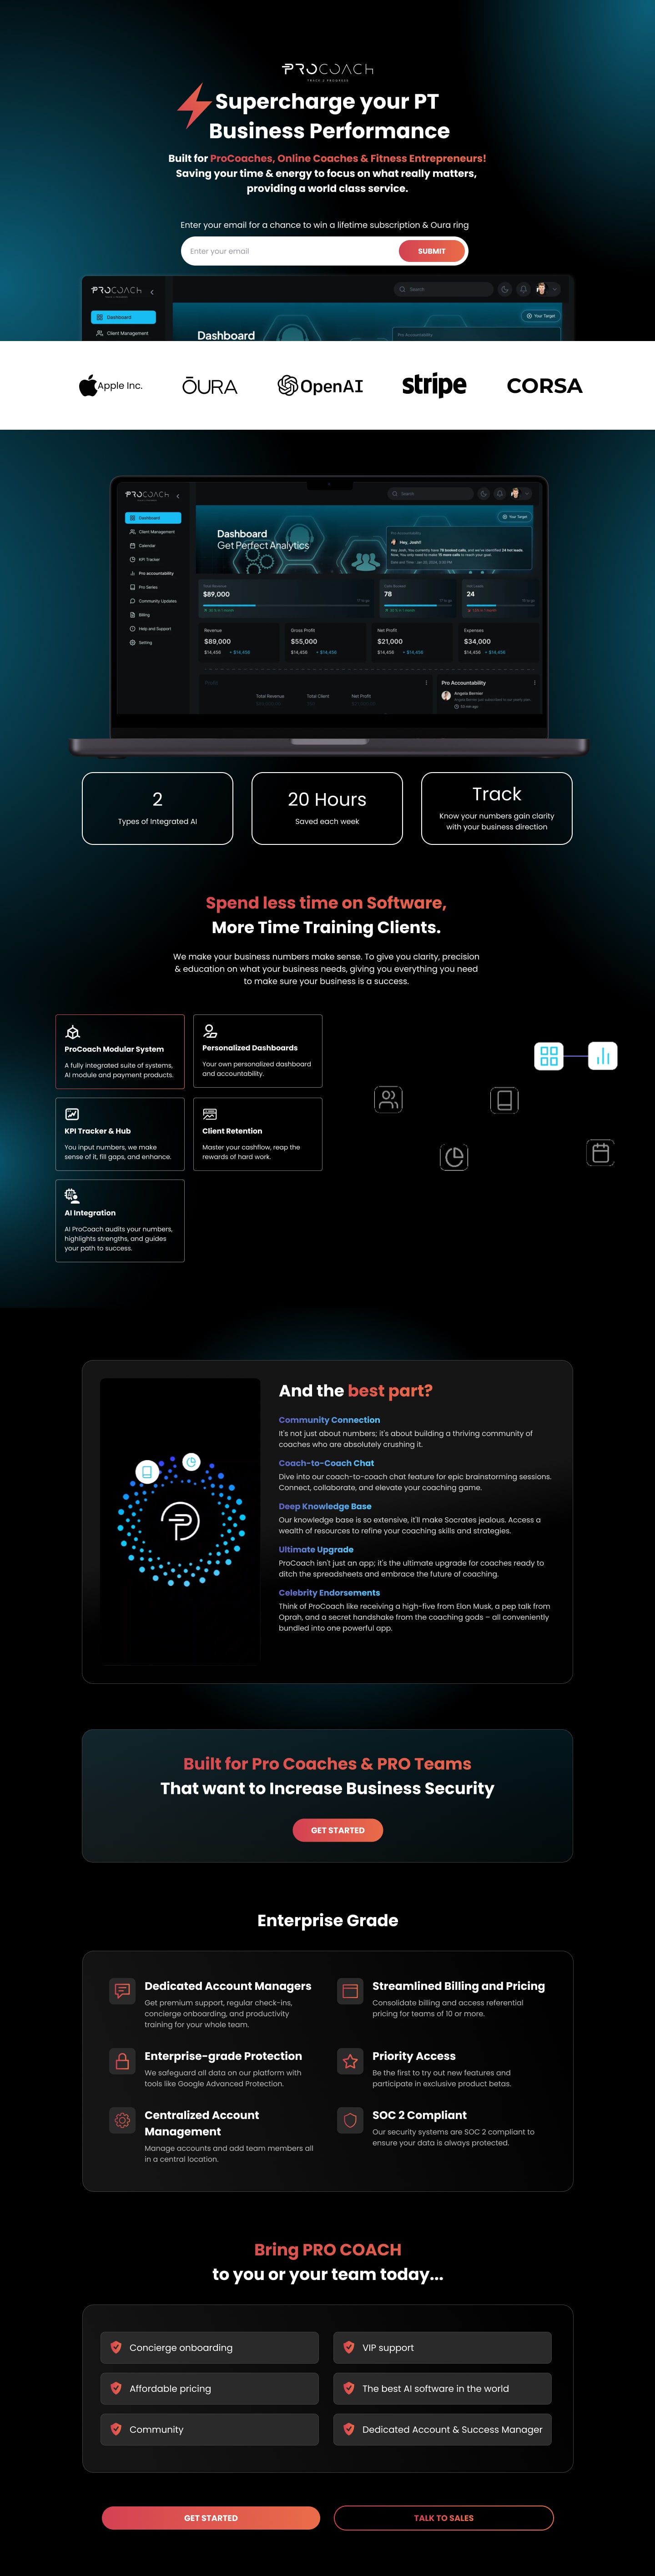 PROCOACH
TRACK 2 PROGRESS
Supercharge your PT
Business Performance
Built for ProCoaches, Online Coaches & Fitness Entrepreneurs!
Saving your time & energy to focus on what really matters,
providing a world class service.
Enter your email for a chance to win a lifetime subscription & Oura ring
Enter your email
SUBMIT
PROCOACH
Search
Dashboard
Your Target
Client Management
Dashboard
Pro Accountability
Apple Inc.
ŌURA
OpenAI
stripe
CORSA
PROCOACH
Search
Dashboard
Client Management
Calendar
KPI Tracker
Pro accountability
Pro Series
Community Updates
Billing
Help and Support
Setting
Your Target
Dashboard
Get Perfect Analytics
Pro Accountability
Hey, Joah!!
Total Revenue
$89,000
Calls Booked
78
Hot Leads
24
Revenue
$89,000
$14,456
+ $14,456
Gross Profit
$55,000
$14,456
+ $14,456
Net Profit
$21,000
$14,456
+ $14,456
Expenses
$34,000
$14,456
+ $14,456
Total Revenue
Total Client
Net Profit
Pro Accountability
Angela Bernier
2
Types of Integrated AI
20 Hours
Saved each week
Track
Know your numbers gain clarity
with your business direction
Spend less time on Software,
More Time Training Clients.
We make your business numbers make sense. To give you clarity, precision
& education on what your business needs, giving you everything you need
to make sure your business is a success.
ProCoach Modular System
A fully integrated suite of systems,
AI module and payment products.
Personalized Dashboards
Your own personalized dashboard
and accountability.
KPI Tracker & Hub
You input numbers, we make
sense of it, fill gaps, and enhance.
Client Retention
Master your cashflow, reap the
rewards of hard work.
AI Integration
AI ProCoach audits your numbers,
highlights strengths, and guides
your path to success.
And the best part?
Community Connection
It's not just about numbers; it's about building a thriving community of
coaches who are absolutely crushing it.
Coach-to-Coach Chat
Dive into our coach-to-coach chat feature for epic brainstorming sessions.
Connect, collaborate, and elevate your coaching game.
Deep Knowledge Base
Our knowledge base is so extensive, it'll make Socrates jealous. Access a
wealth of resources to refine your coaching skills and strategies.
Ultimate Upgrade
ProCoach isn't just an app; it's the ultimate upgrade for coaches ready to
ditch the spreadsheets and embrace the future of coaching.
Celebrity Endorsements
Think of ProCoach like receiving a high-five from Elon Musk, a pep talk from
Oprah, and a secret handshake from the coaching gods – all conveniently
bundled into one powerful app.
Built for Pro Coaches & PRO Teams
That want to Increase Business Security
GET STARTED
Enterprise Grade
Dedicated Account Managers
Get premium support, regular check-ins,
concierge onboarding, and productivity
training for your whole team.
Streamlined Billing and Pricing
Consolidate billing and access referential
pricing for teams of 10 or more.
Enterprise-grade Protection
We safeguard all data on our platform with
tools like Google Advanced Protection.
Priority Access
Be the first to try out new features and
participate in exclusive product betas.
Centralized Account
Management
Manage accounts and add team members all
in a central location.
SOC 2 Compliant
Our security systems are SOC 2 compliant to
ensure your data is always protected.
Bring PRO COACH
to you or your team today...
Concierge onboarding
VIP support
Affordable pricing
The best AI software in the world
Community
Dedicated Account & Success Manager
GET STARTED
TALK TO SALES